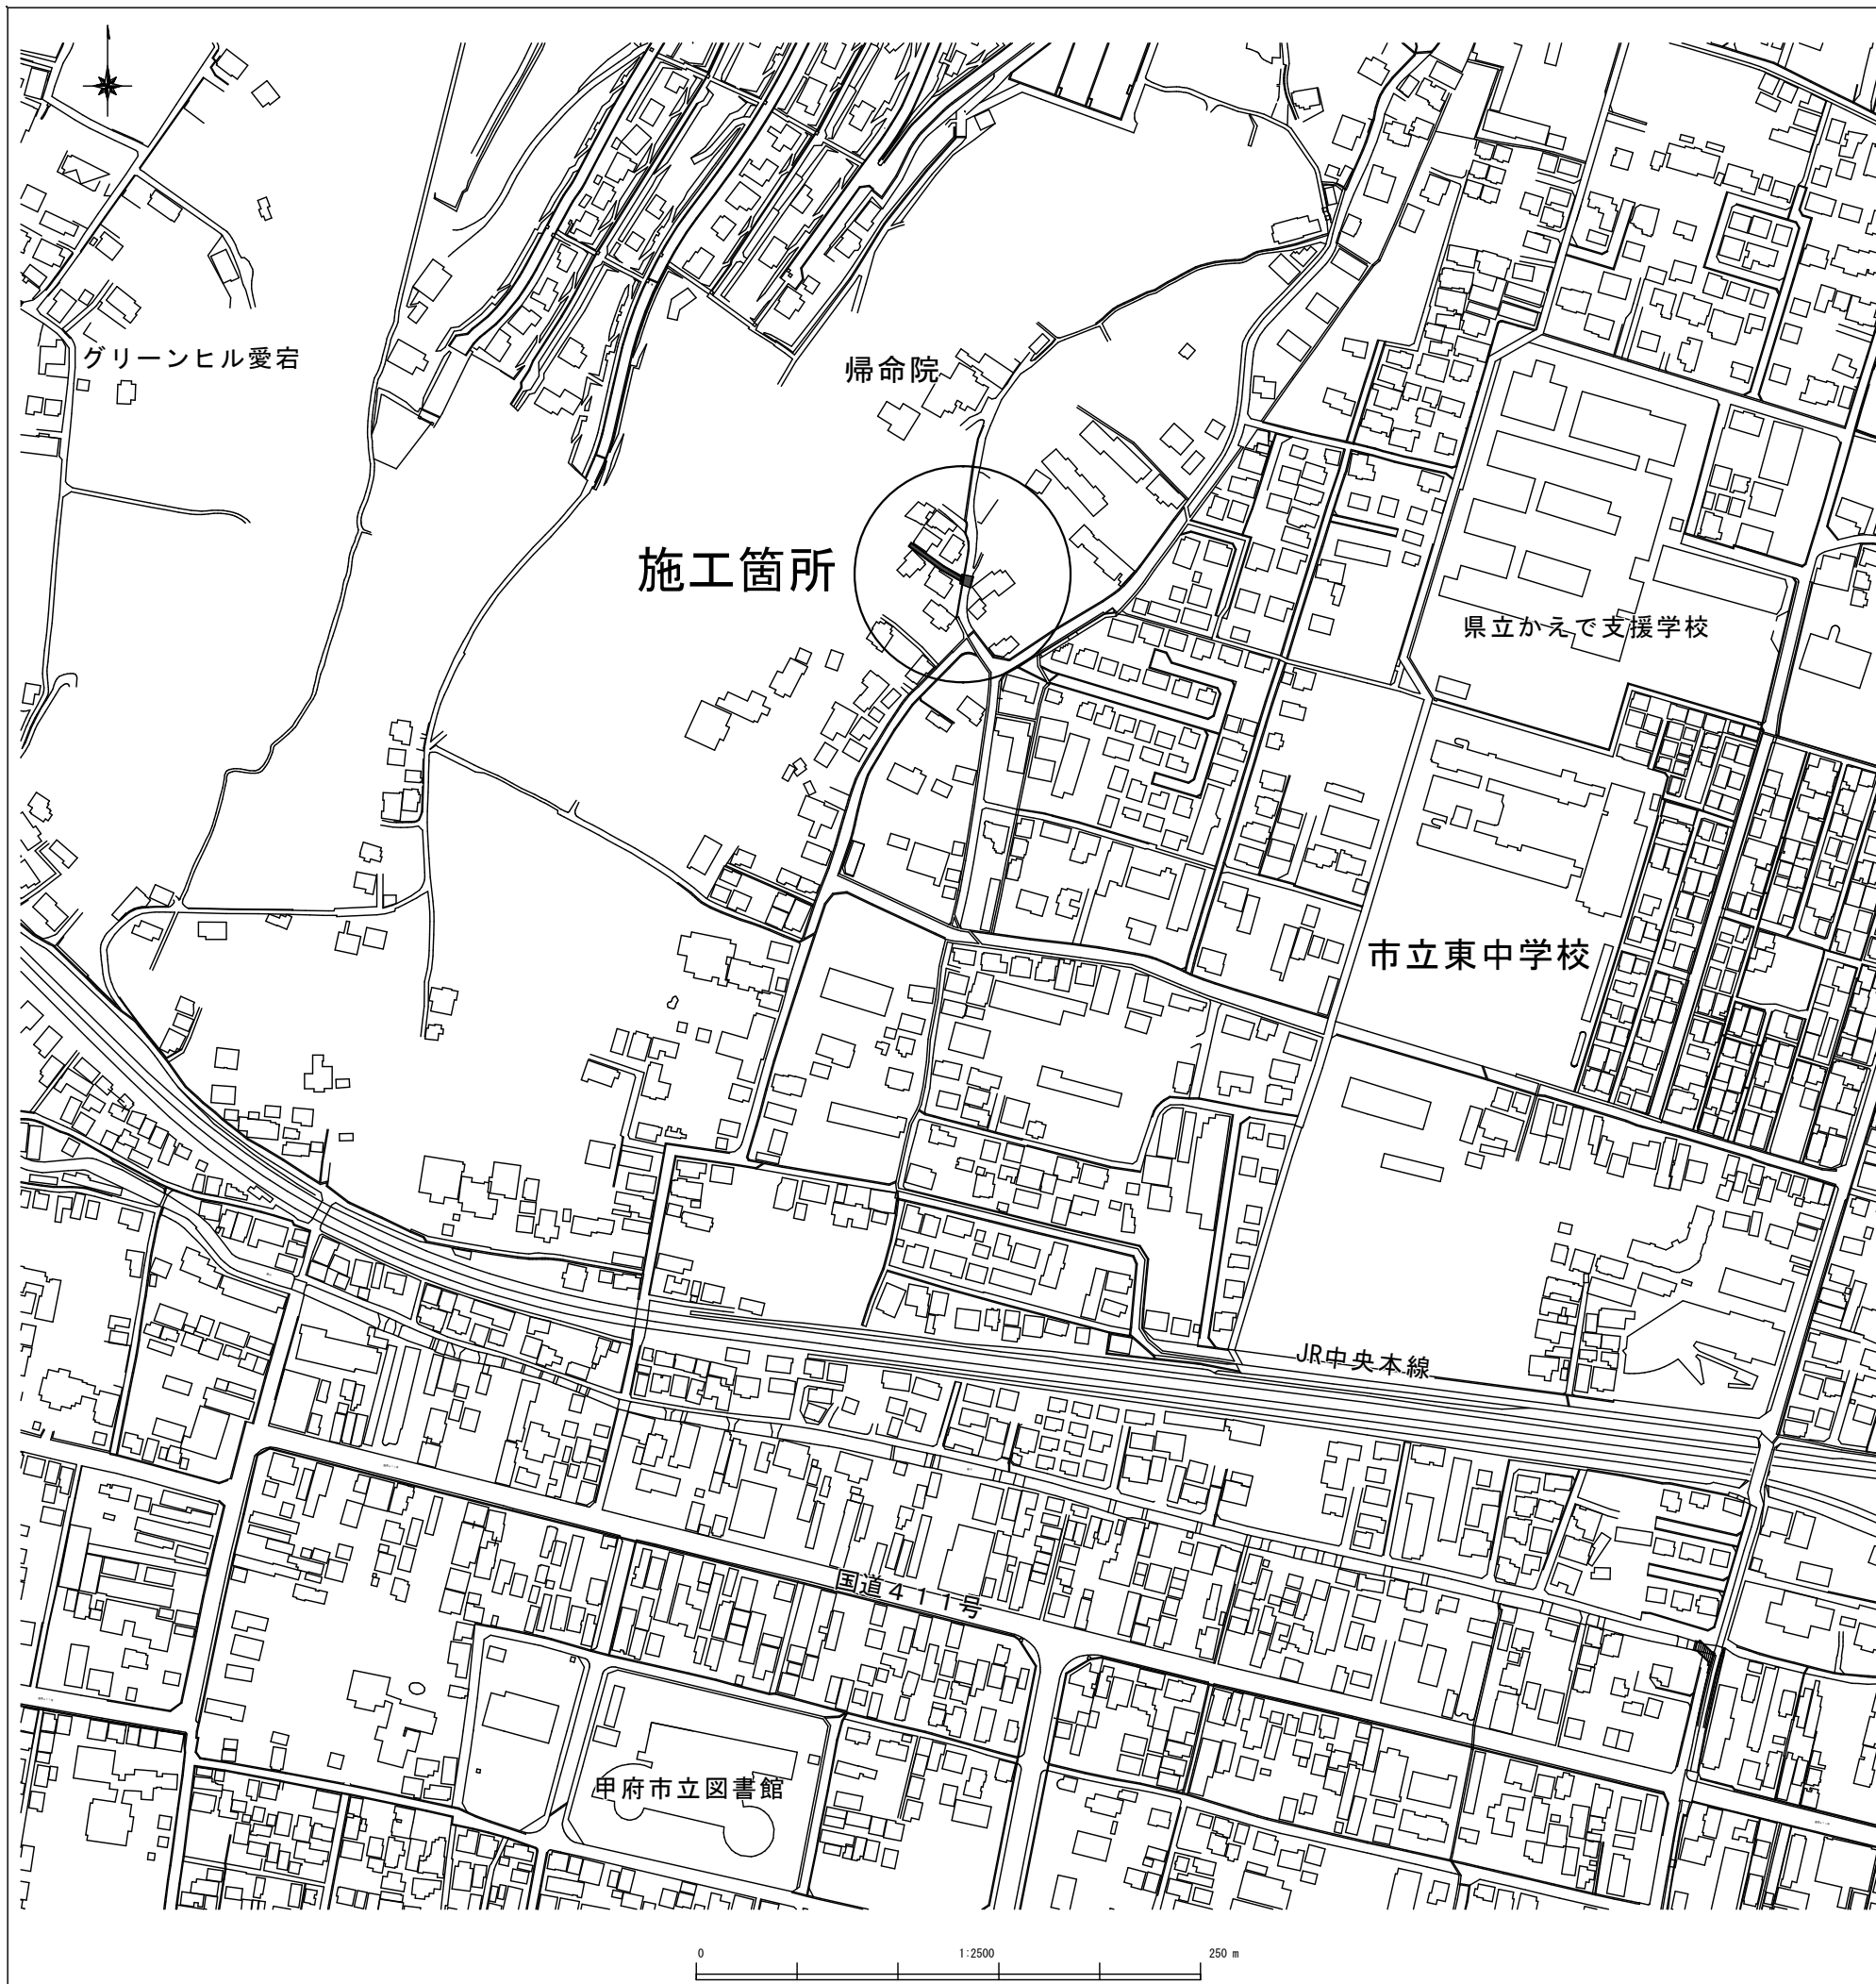 グリーンヒル愛宕
帰命院
施工箇所
県立かえで支援学校
市立東中学校
JR中央本線
国道411号
甲府市立図書館
0 1:2500 250 m